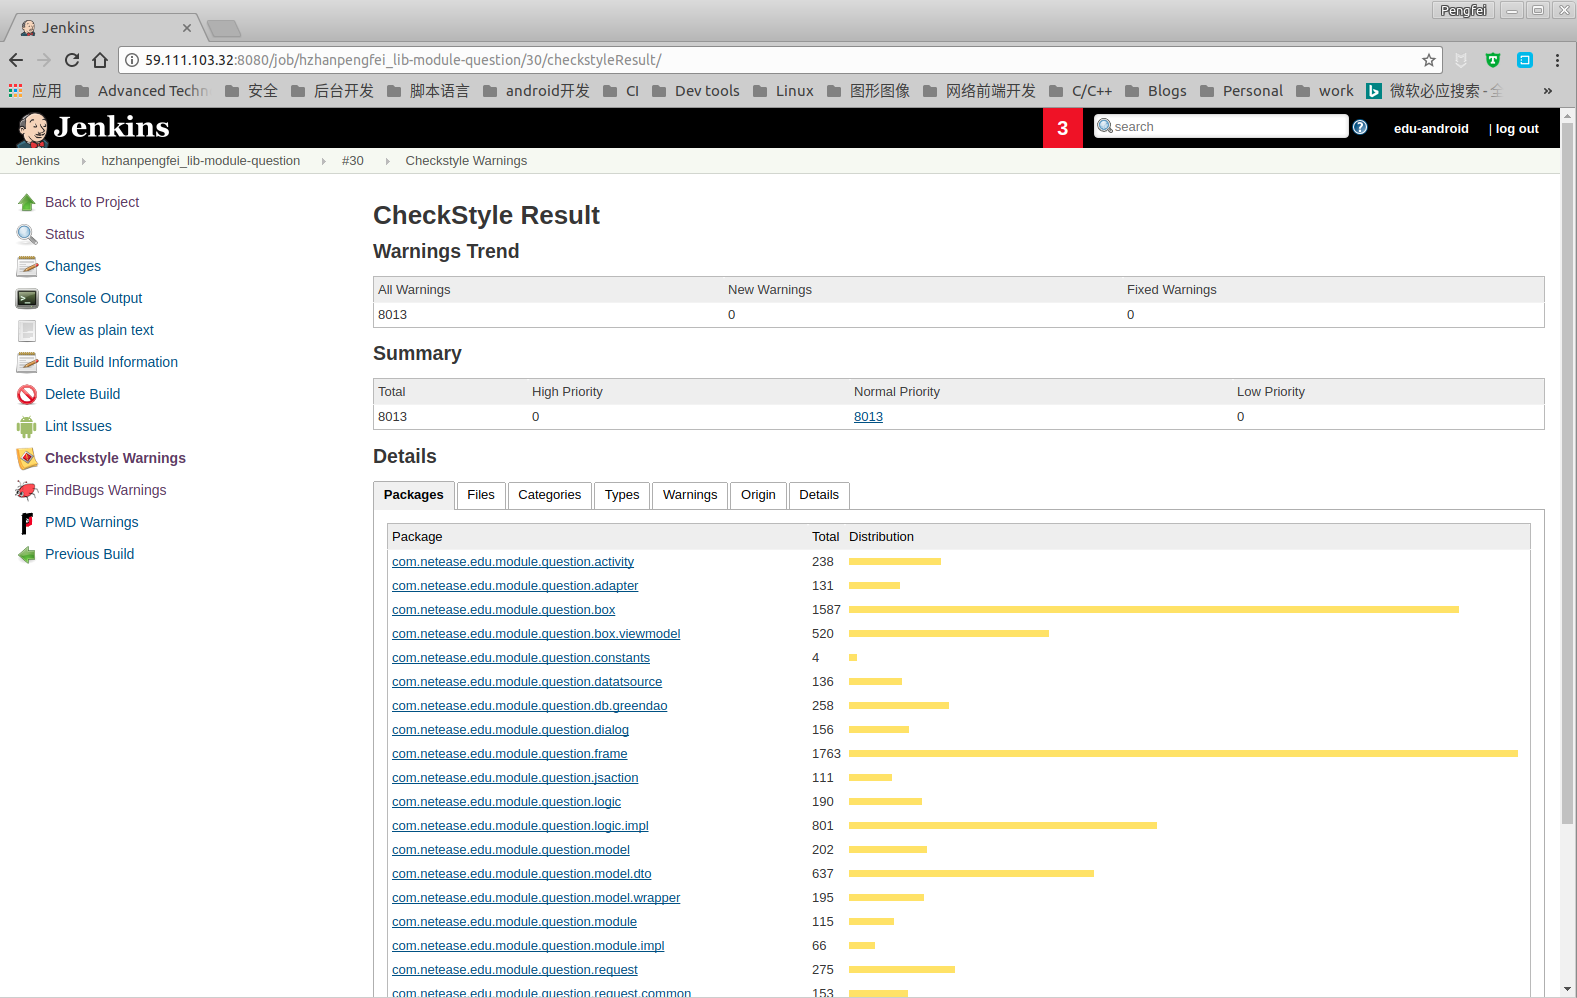 Pengfei
Jenkins
59.111.103.32:8080/job/hzhanpengfei_lib-module-question/30/checkstyleResult/
应用 Advanced Techn 安全 后台开发 脚本语言 android开发 CI Dev tools Linux 图形图像 网络前端开发 C/C++ Blogs Personal work 微软必应搜索 - 全 »
Jenkins 3 search edu-android | log out
Jenkins hzhanpengfei_lib-module-question #30 Checkstyle Warnings
Back to Project
Status
Changes
Console Output
View as plain text
Edit Build Information
Delete Build
Lint Issues
Checkstyle Warnings
FindBugs Warnings
PMD Warnings
Previous Build
CheckStyle Result
Warnings Trend
All Warnings New Warnings Fixed Warnings
8013 0 0
Summary
Total High Priority Normal Priority Low Priority
8013 0 8013 0
Details
Packages Files Categories Types Warnings Origin Details
Package Total Distribution
com.netease.edu.module.question.activity 238
com.netease.edu.module.question.adapter 131
com.netease.edu.module.question.box 1587
com.netease.edu.module.question.box.viewmodel 520
com.netease.edu.module.question.constants 4
com.netease.edu.module.question.datatsource 136
com.netease.edu.module.question.db.greendao 258
com.netease.edu.module.question.dialog 156
com.netease.edu.module.question.frame 1763
com.netease.edu.module.question.jsaction 111
com.netease.edu.module.question.logic 190
com.netease.edu.module.question.logic.impl 801
com.netease.edu.module.question.model 202
com.netease.edu.module.question.model.dto 637
com.netease.edu.module.question.model.wrapper 195
com.netease.edu.module.question.module 115
com.netease.edu.module.question.module.impl 66
com.netease.edu.module.question.request 275
com.netease.edu.module.question.request.common 153